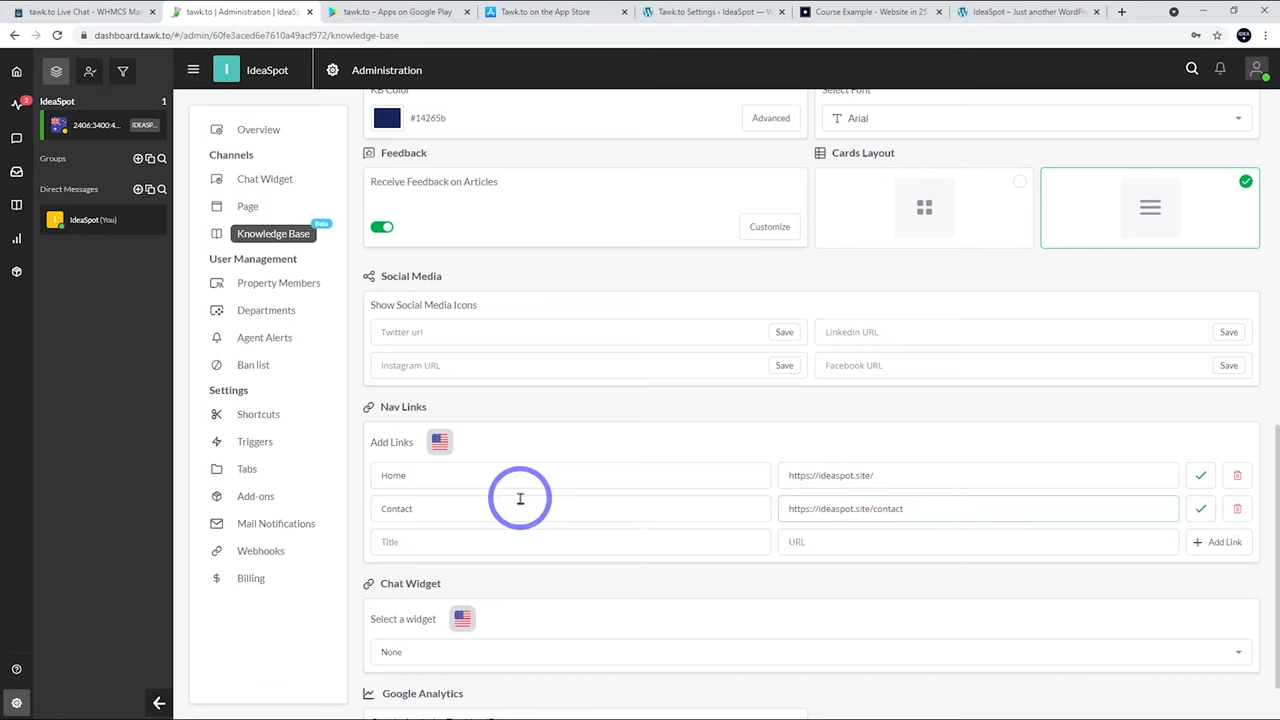 tawk.to Live Chat – WHMCS Ma
tawk.to | Administration | IdeaSp
tawk.to – Apps on Google Play
Tawk.to on the App Store
Tawk.to Settings ‹ IdeaSpot — W
Course Example - Website in 25
IdeaSpot – Just another WordPr
dashboard.tawk.to/#/admin/60fe3aced6e7610a49acf972/knowledge-base
I
IdeaSpot
Administration
2
IdeaSpot
1
2406:3400:4...
IDEASP...
Groups
Direct Messages
I
IdeaSpot (You)
Overview
Channels
Chat Widget
Page
Knowledge Base
Beta
User Management
Property Members
Departments
Agent Alerts
Ban list
Settings
Shortcuts
Triggers
Tabs
Add-ons
Mail Notifications
Webhooks
Billing
KB Color
Select Font
#14265b
Advanced
Arial
Feedback
Cards Layout
Receive Feedback on Articles
Customize
Social Media
Show Social Media Icons
Twitter url
Save
LinkedIn URL
Save
Instagram URL
Save
Facebook URL
Save
Nav Links
Add Links
Home
https://ideaspot.site/
Contact
https://ideaspot.site/contact
Title
URL
+ Add Link
Chat Widget
Select a widget
None
Google Analytics